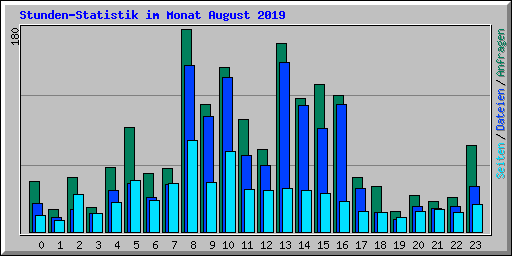 Stunden-Statistik im Monat August 2019
180
Seiten/Dateien/Anfragen
0 1 2 3 4 5 6 7 8 9 10 11 12 13 14 15 16 17 18 19 20 21 22 23